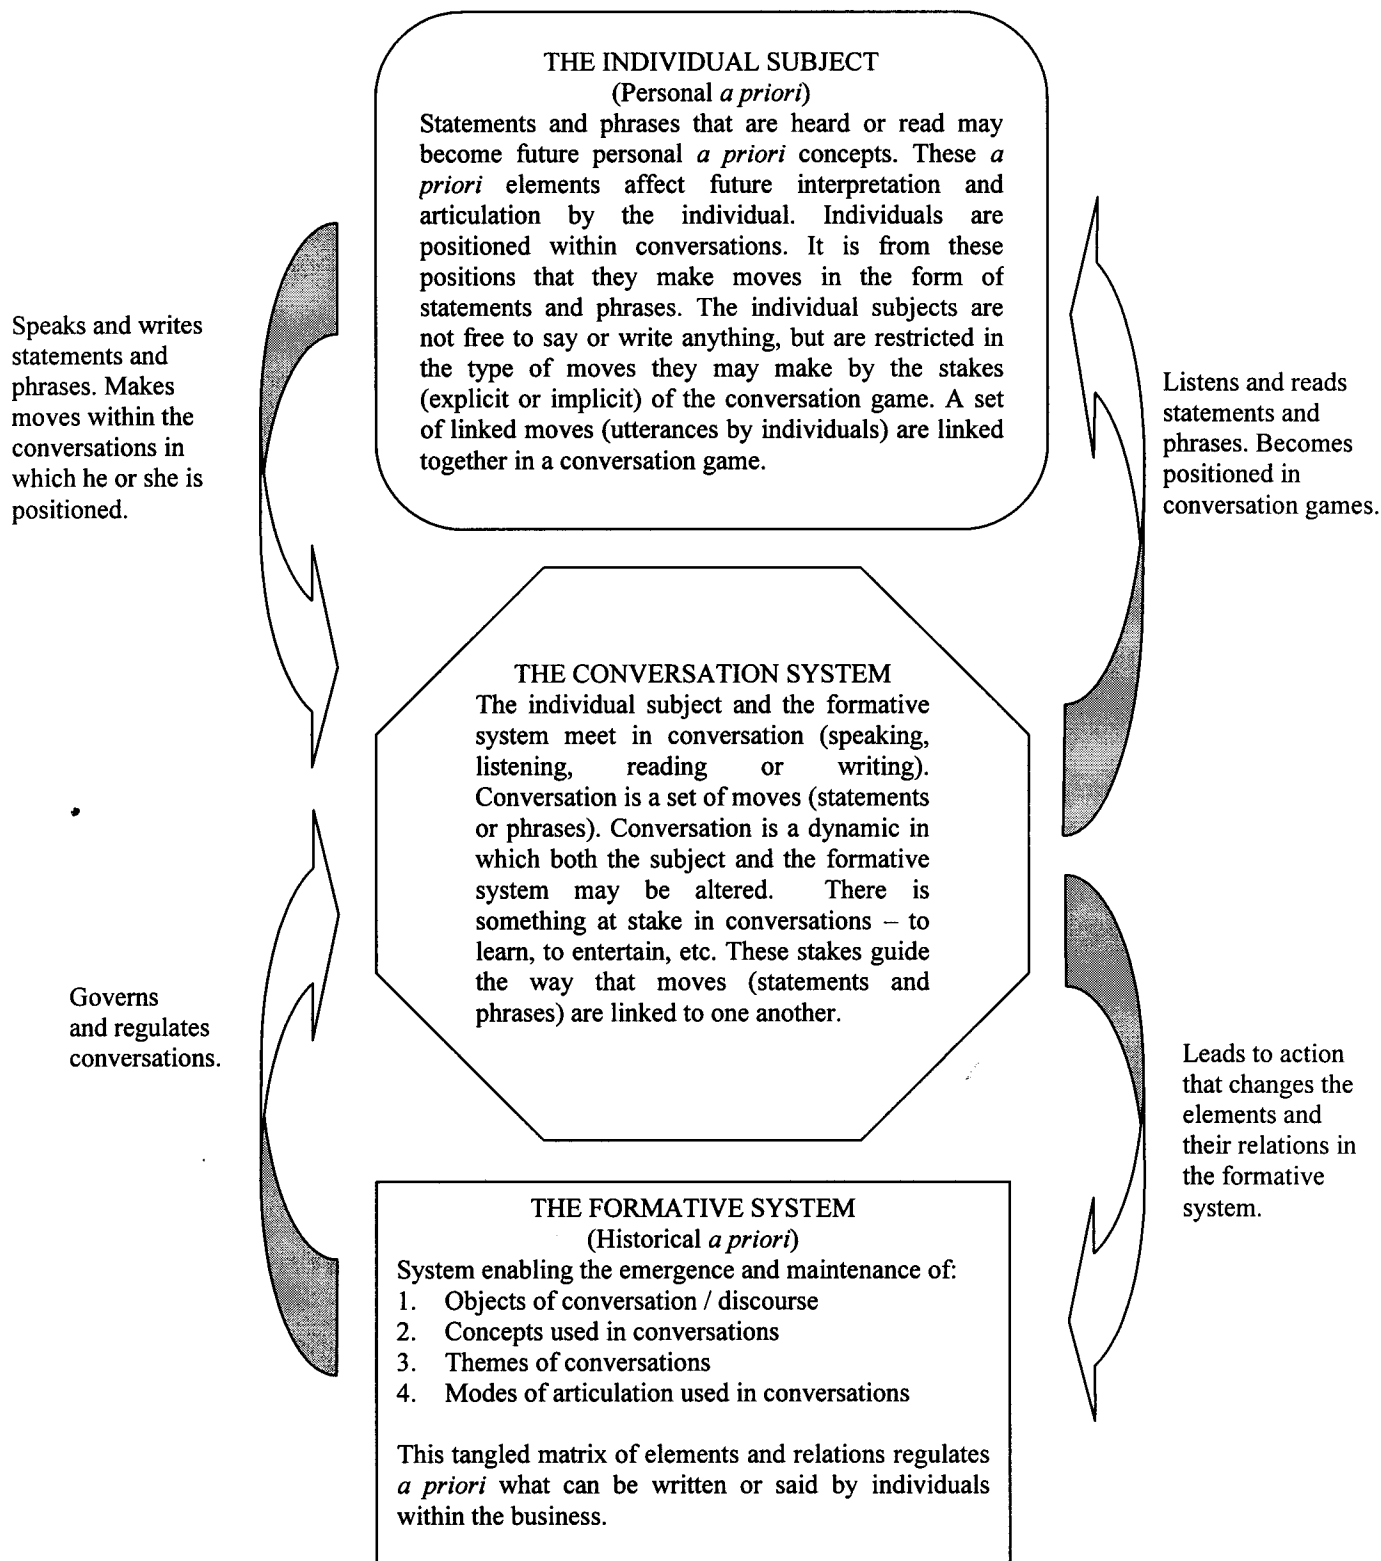 THE INDIVIDUAL SUBJECT
(Personal a priori)
Statements and phrases that are heard or read may
become future personal a priori concepts. These a
priori elements affect future interpretation and
articulation by the individual. Individuals are
positioned within conversations. It is from these
positions that they make moves in the form of
statements and phrases. The individual subjects are
not free to say or write anything, but are restricted in
the type of moves they may make by the stakes
(explicit or implicit) of the conversation game. A set
of linked moves (utterances by individuals) are linked
together in a conversation game.
Speaks and writes
statements and
phrases. Makes
moves within the
conversations in
which he or she is
positioned.
Listens and reads
statements and
phrases. Becomes
positioned in
conversation games.
THE CONVERSATION SYSTEM
The individual subject and the formative
system meet in conversation (speaking,
listening, reading or writing).
Conversation is a set of moves (statements
or phrases). Conversation is a dynamic in
which both the subject and the formative
system may be altered. There is
something at stake in conversations – to
learn, to entertain, etc. These stakes guide
the way that moves (statements and
phrases) are linked to one another.
Governs
and regulates
conversations.
Leads to action
that changes the
elements and
their relations in
the formative
system.
THE FORMATIVE SYSTEM
(Historical a priori)
System enabling the emergence and maintenance of:
1. Objects of conversation / discourse
2. Concepts used in conversations
3. Themes of conversations
4. Modes of articulation used in conversations
This tangled matrix of elements and relations regulates
a priori what can be written or said by individuals
within the business.